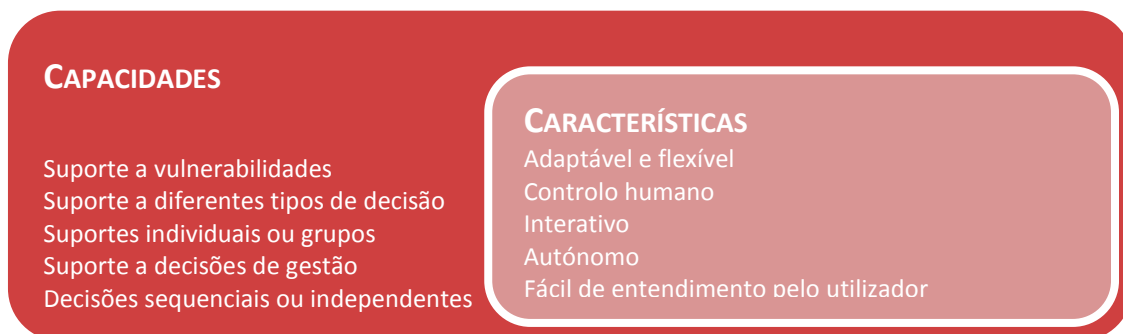 CAPACIDADES
Suporte a vulnerabilidades
Suporte a diferentes tipos de decisão
Suportes individuais ou grupos
Suporte a decisões de gestão
Decisões sequenciais ou independentes
CARACTERÍSTICAS
Adaptável e flexível
Controlo humano
Interativo
Autónomo
Fácil de entendimento pelo utilizador